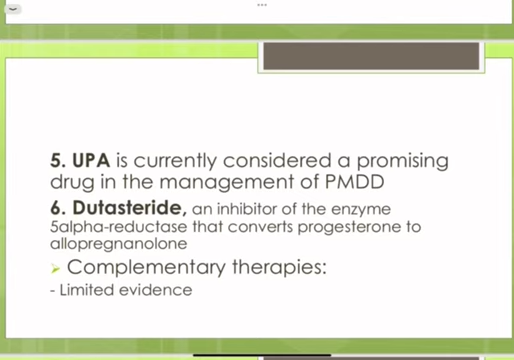 5. UPA is currently considered a promising
drug in the management of PMDD
6. Dutasteride, an inhibitor of the enzyme
5alpha-reductase that converts progesterone to
allopregnanolone
➢ Complementary therapies:
- Limited evidence